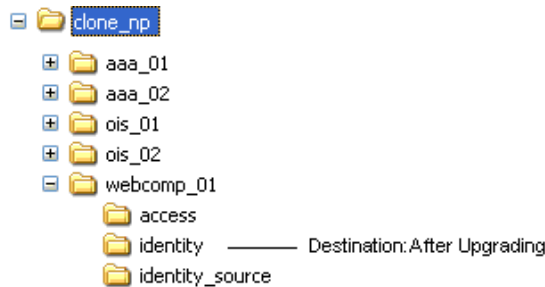 clone_np
aaa_01
aaa_02
ois_01
ois_02
webcomp_01
access
identity Destination: After Upgrading
identity_source